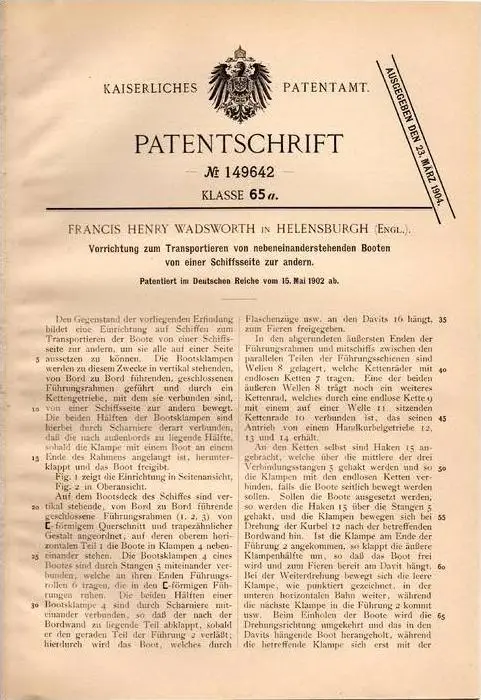 KAISERLICHES PATENTAMT.
AUSGEGEBEN DEN 23. MÄRZ 1904.
PATENTSCHRIFT
№ 149642
KLASSE 65 a.
FRANCIS HENRY WADSWORTH IN HELENSBURGH (ENGL.).
Vorrichtung zum Transportieren von nebeneinanderstehenden Booten
von einer Schiffsseite zur andern.
Patentiert im Deutschen Reiche vom 15. Mai 1902 ab.
Den Gegenstand der vorliegenden Erfindung
bildet eine Einrichtung auf Schiffen zum
Transportieren der Boote von einer Schiffs-
seite zur andern, um sie alle auf einer Seite
5 aussetzen zu können. Die Bootsklampen
werden zu diesem Zwecke in vertikal stehenden,
von Bord zu Bord führenden, geschlossenen
Führungsrahmen geführt und durch ein
Kettengetriebe, mit dem sie verbunden sind,
10 von einer Schiffsseite zur andern bewegt.
Die beiden Hälften der Bootsklampen sind
hierbei durch Scharniere derart verbunden,
daß die nach außenbords zu liegende Hälfte,
sobald die Klampe mit einem Boot an einem
15 Ende des Rahmens angelangt ist, herunter-
klappt und das Boot freigibt.
Fig. 1 zeigt die Einrichtung in Seitenansicht,
Fig. 2 in Oberansicht.
Auf dem Bootsdeck des Schiffes sind ver-
20 tikal stehende, von Bord zu Bord führende
geschlossene Führungsrahmen (1, 2, 3) von
C-förmigem Querschnitt und trapezähnlicher
Gestalt angeordnet, auf deren oberem hori-
zontalen Teil 1 die Boote in Klampen 4 neben-
25 einander stehen. Die Bootsklampen 4 eines
Bootes sind durch Stangen 5 miteinander ver-
bunden, welche an ihren Enden Führungs-
rollen 6 tragen, die in den C-förmigen Füh-
rungen ruhen. Die beiden Hälften einer
30 Bootsklampe 4 sind durch Scharniere mit-
einander verbunden, so daß der nach der
Bordwand zu liegende Teil abklappt, sobald
er den geraden Teil der Führung 2 verläßt;
hierdurch wird das Boot, welches durch
Flaschenzüge usw. an den Davits 16 hängt, 35
zum Fieren freigegeben.
In den abgerundeten äußersten Enden der
Führungsrahmen und mitschiffs zwischen den
parallelen Teilen der Führungsschienen sind
Wellen 8 gelagert, welche Kettenräder mit 40
endlosen Ketten 7 tragen. Eine der beiden
äußeren Wellen 8 trägt noch ein weiteres
Kettenrad, welches durch eine endlose Kette 9
mit einem auf einer Welle 11 sitzenden
Kettenrade 10 verbunden ist, das seinen 45
Antrieb von einem Handkurbelgetriebe 12,
13 und 14 erhält.
An den Ketten selbst sind Haken 15 an-
gebracht, welche über die mittlere der drei
Verbindungsstangen 5 gehakt werden und so 50
die Klampen mit den endlosen Ketten ver-
binden, falls die Boote seitlich bewegt werden
sollen. Sollen die Boote ausgesetzt werden,
so werden die Haken 15 über die Stangen 5
gehakt, und die Klampen bewegen sich bei 55
Drehung der Kurbel 12 nach der betreffenden
Bordwand hin. Ist die Klampe am Ende der
Führung 2 angekommen, so klappt die äußere
Klampenhälfte um, so daß das Boot frei
wird und zum Fieren bereit am Davit hängt. 60
Bei der Weiterdrehung bewegt sich die leere
Klampe, wie punktiert gezeichnet, in der
unteren horizontalen Bahn weiter, während
die nächste Klampe in die Führung 2 kommt
usw. Beim Einholen der Boote wird die 65
Drehungsrichtung umgekehrt und das in den
Davits hängende Boot herangeholt, während
die betreffende Klampe sich erst mit der